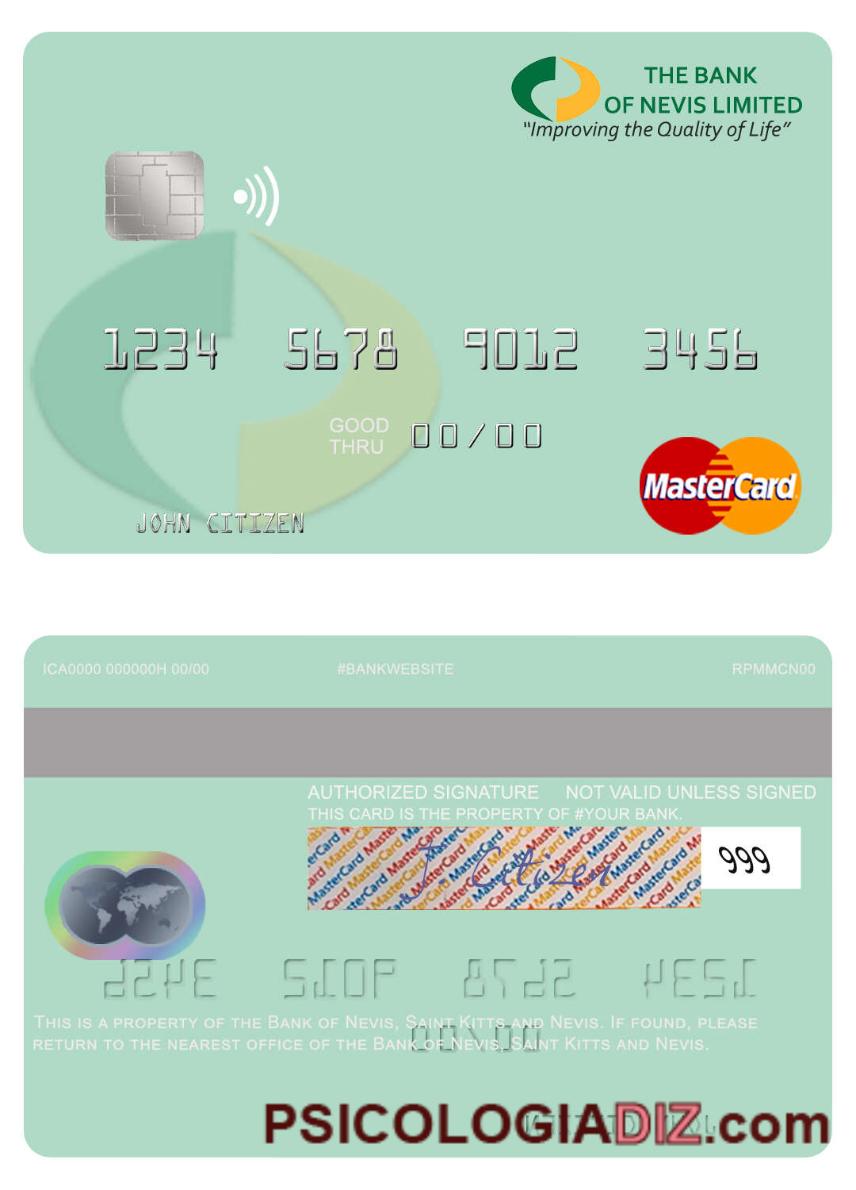 THE BANK
OF NEVIS LIMITED
"Improving the Quality of Life"
1234 5678 9012 3456
GOOD
THRU 00/00
MasterCard
JOHN CITIZEN
ICA0000 000000H 00/00 #BANKWEBSITE RPMMCN00
AUTHORIZED SIGNATURE NOT VALID UNLESS SIGNED
THIS CARD IS THE PROPERTY OF #YOUR BANK.
J Citizen 999
THIS IS A PROPERTY OF THE BANK OF NEVIS, SAINT KITTS AND NEVIS. IF FOUND, PLEASE
RETURN TO THE NEAREST OFFICE OF THE BANK OF NEVIS, SAINT KITTS AND NEVIS.
PSICOLOGIADIZ.com